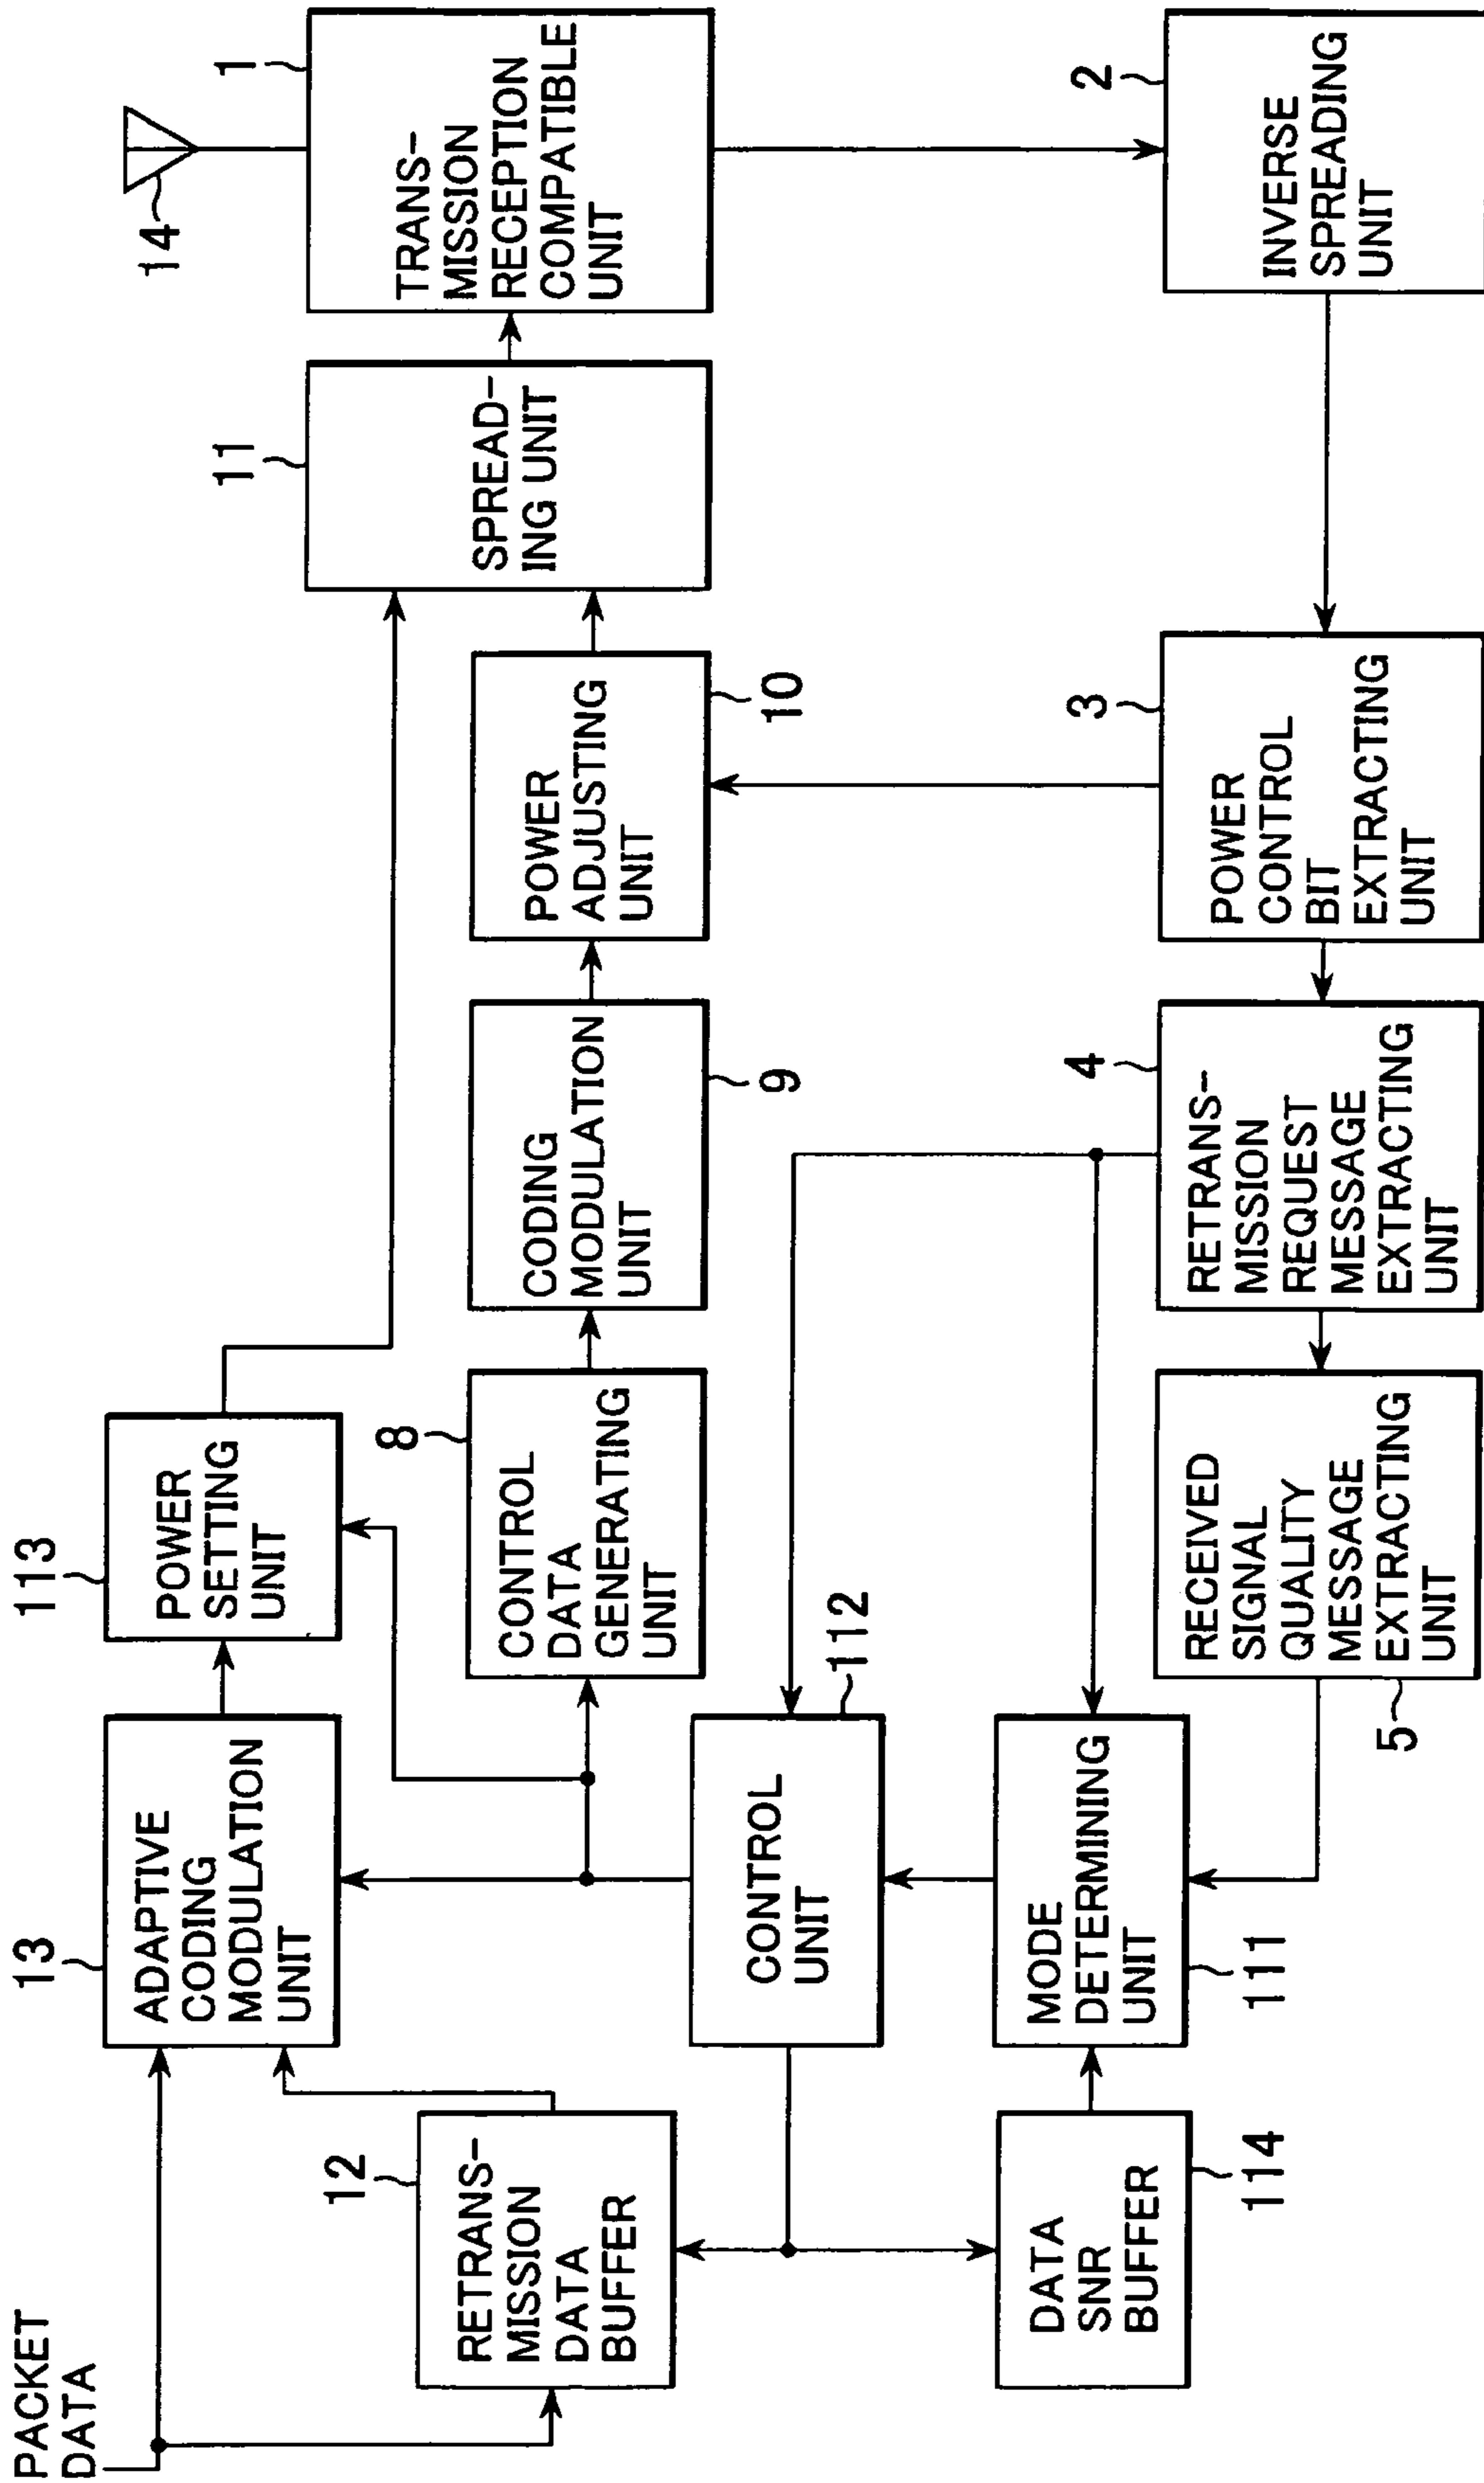 PACKET
DATA
13
ADAPTIVE
CODING
MODULATION
UNIT
113
POWER
SETTING
UNIT
14
1
TRANS-
MISSION
RECEPTION
COMPATIBLE
UNIT
11
SPREAD-
ING UNIT
12
RETRANS-
MISSION
DATA
BUFFER
8
CONTROL
DATA
GENERATING
UNIT
CODING
MODULATION
UNIT
9
POWER
ADJUSTING
UNIT
10
CONTROL
UNIT
112
DATA
SNR
BUFFER
114
MODE
DETERMINING
UNIT
111
RECEIVED
SIGNAL
QUALITY
MESSAGE
EXTRACTING
UNIT
5
4
RETRANS-
MISSION
REQUEST
MESSAGE
EXTRACTING
UNIT
3
POWER
CONTROL
BIT
EXTRACTING
UNIT
2
INVERSE
SPREADING
UNIT